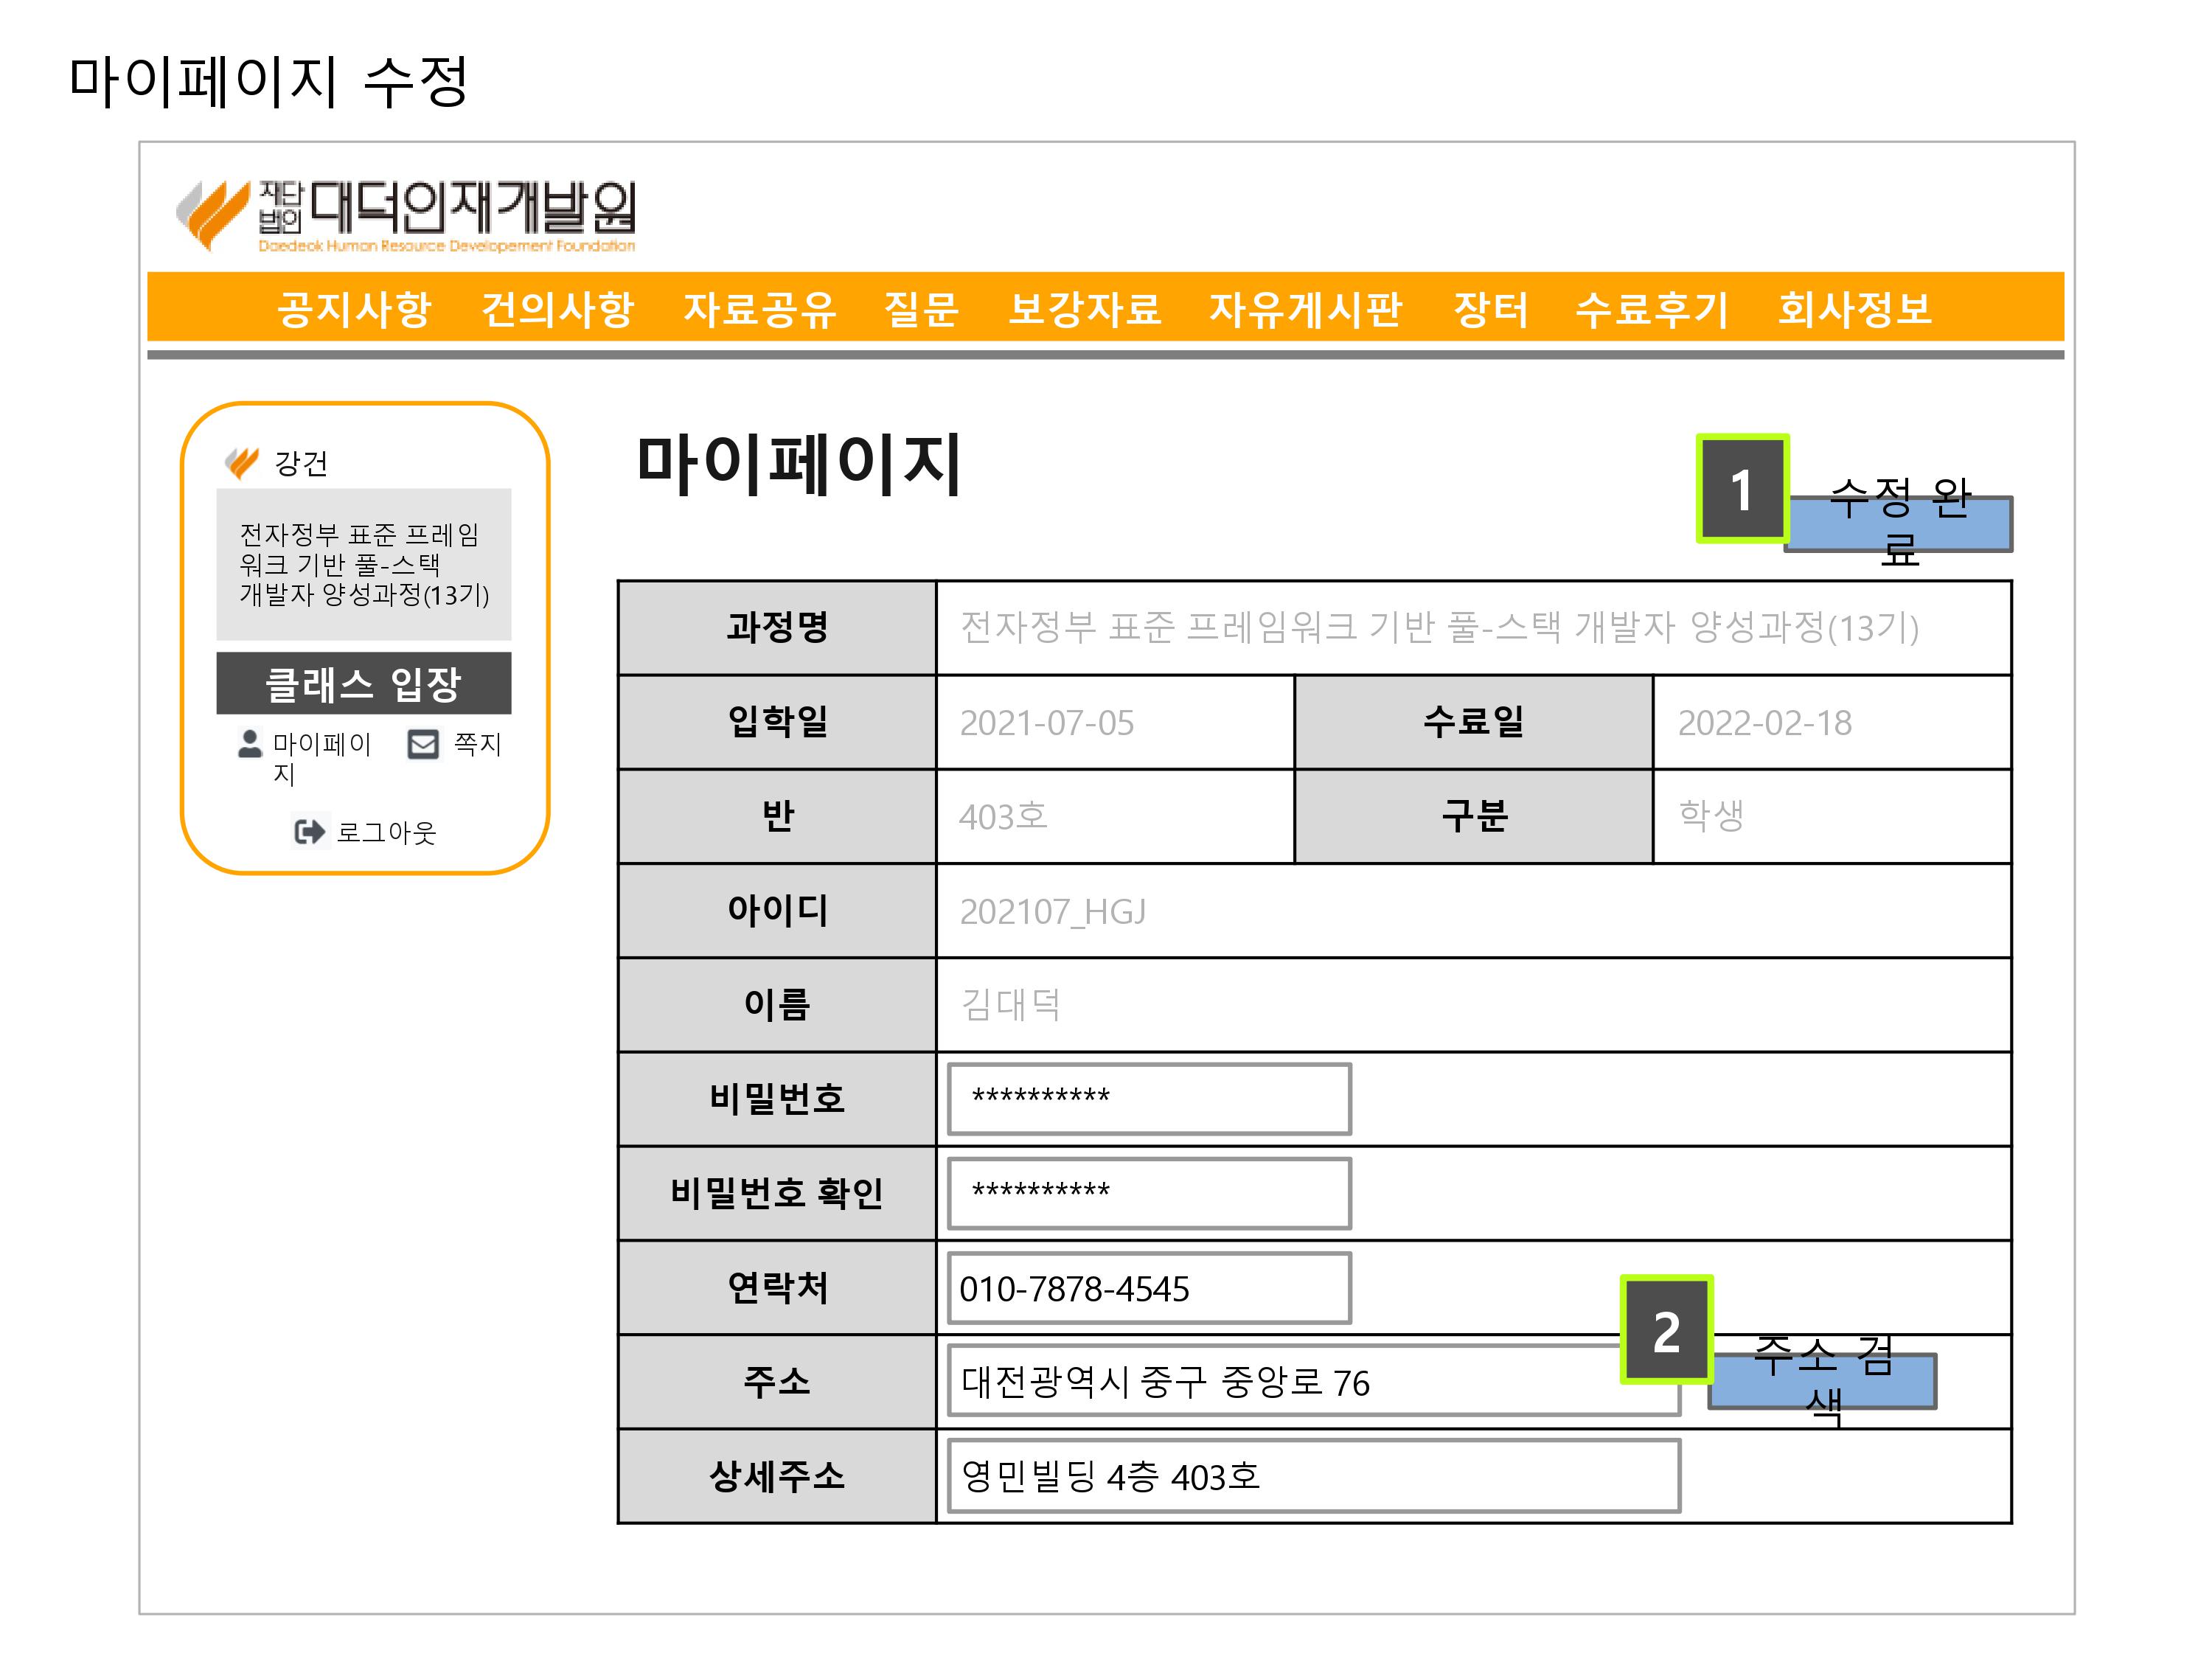 마이페이지 수정
재단
법인 대덕인재개발원
Daedeok Human Resource Developement Foundation
공지사항 건의사항 자료공유 질문 보강자료 자유게시판 장터 수료후기 회사정보
강건
전자정부 표준 프레임
워크 기반 풀-스택
개발자 양성과정(13기)
클래스 입장
마이페이
지
쪽지
로그아웃
마이페이지
1
수정 완
료
과정명 전자정부 표준 프레임워크 기반 풀-스택 개발자 양성과정(13기)
입학일 2021-07-05 수료일 2022-02-18
반 403호 구분 학생
아이디 202107_HGJ
이름 김대덕
비밀번호 **********
비밀번호 확인 **********
연락처 010-7878-4545
2
주소 대전광역시 중구 중앙로 76
주소 검
색
상세주소 영민빌딩 4층 403호